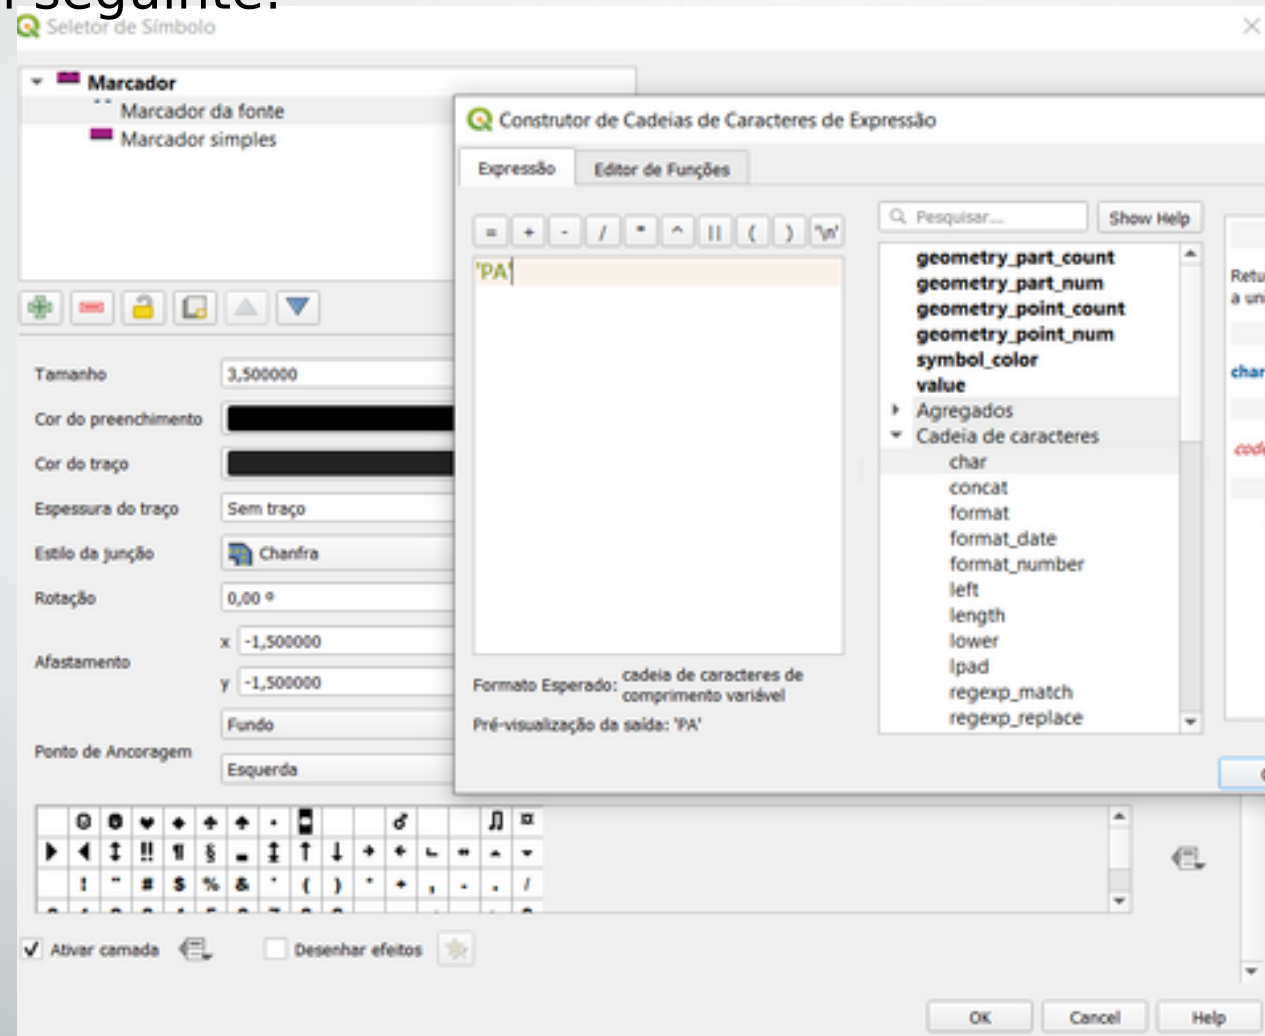 seguinte:
Seletor de Símbolo
Marcador
Marcador da fonte
Marcador simples
Tamanho
3,500000
Cor do preenchimento
Cor do traço
Espessura do traço
Sem traço
Estilo da junção
Chanfra
Rotação
0,00 º
Afastamento
x -1,500000
y -1,500000
Ponto de Ancoragem
Fundo
Esquerda
Construtor de Cadeias de Caracteres de Expressão
Expressão Editor de Funções
= + - / * ^ || ( ) '\n'
'PA'
Formato Esperado: cadeia de caracteres de
comprimento variável
Pré-visualização da saída: 'PA'
Pesquisar... Show Help
geometry_part_count
geometry_part_num
geometry_point_count
geometry_point_num
symbol_color
value
Agregados
Cadeia de caracteres
char
concat
format
format_date
format_number
left
length
lower
lpad
regexp_match
regexp_replace
Retu
a uni
char
code
! " # $ % & ' ( ) * + , - . /
Ativar camada Desenhar efeitos
OK Cancel Help